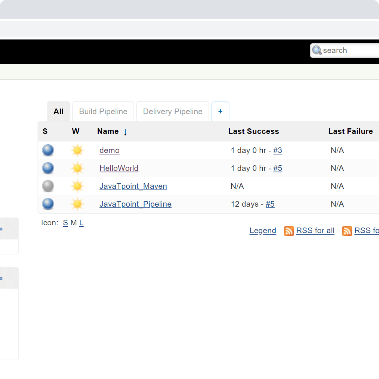 search
All Build Pipeline Delivery Pipeline +
S W Name ↓ Last Success Last Failure
demo 1 day 0 hr - #3 N/A
HelloWorld 1 day 0 hr - #5 N/A
JavaTpoint_Maven N/A N/A
JavaTpoint_Pipeline 12 days - #5 N/A
Icon: S M L
Legend RSS for all RSS fo